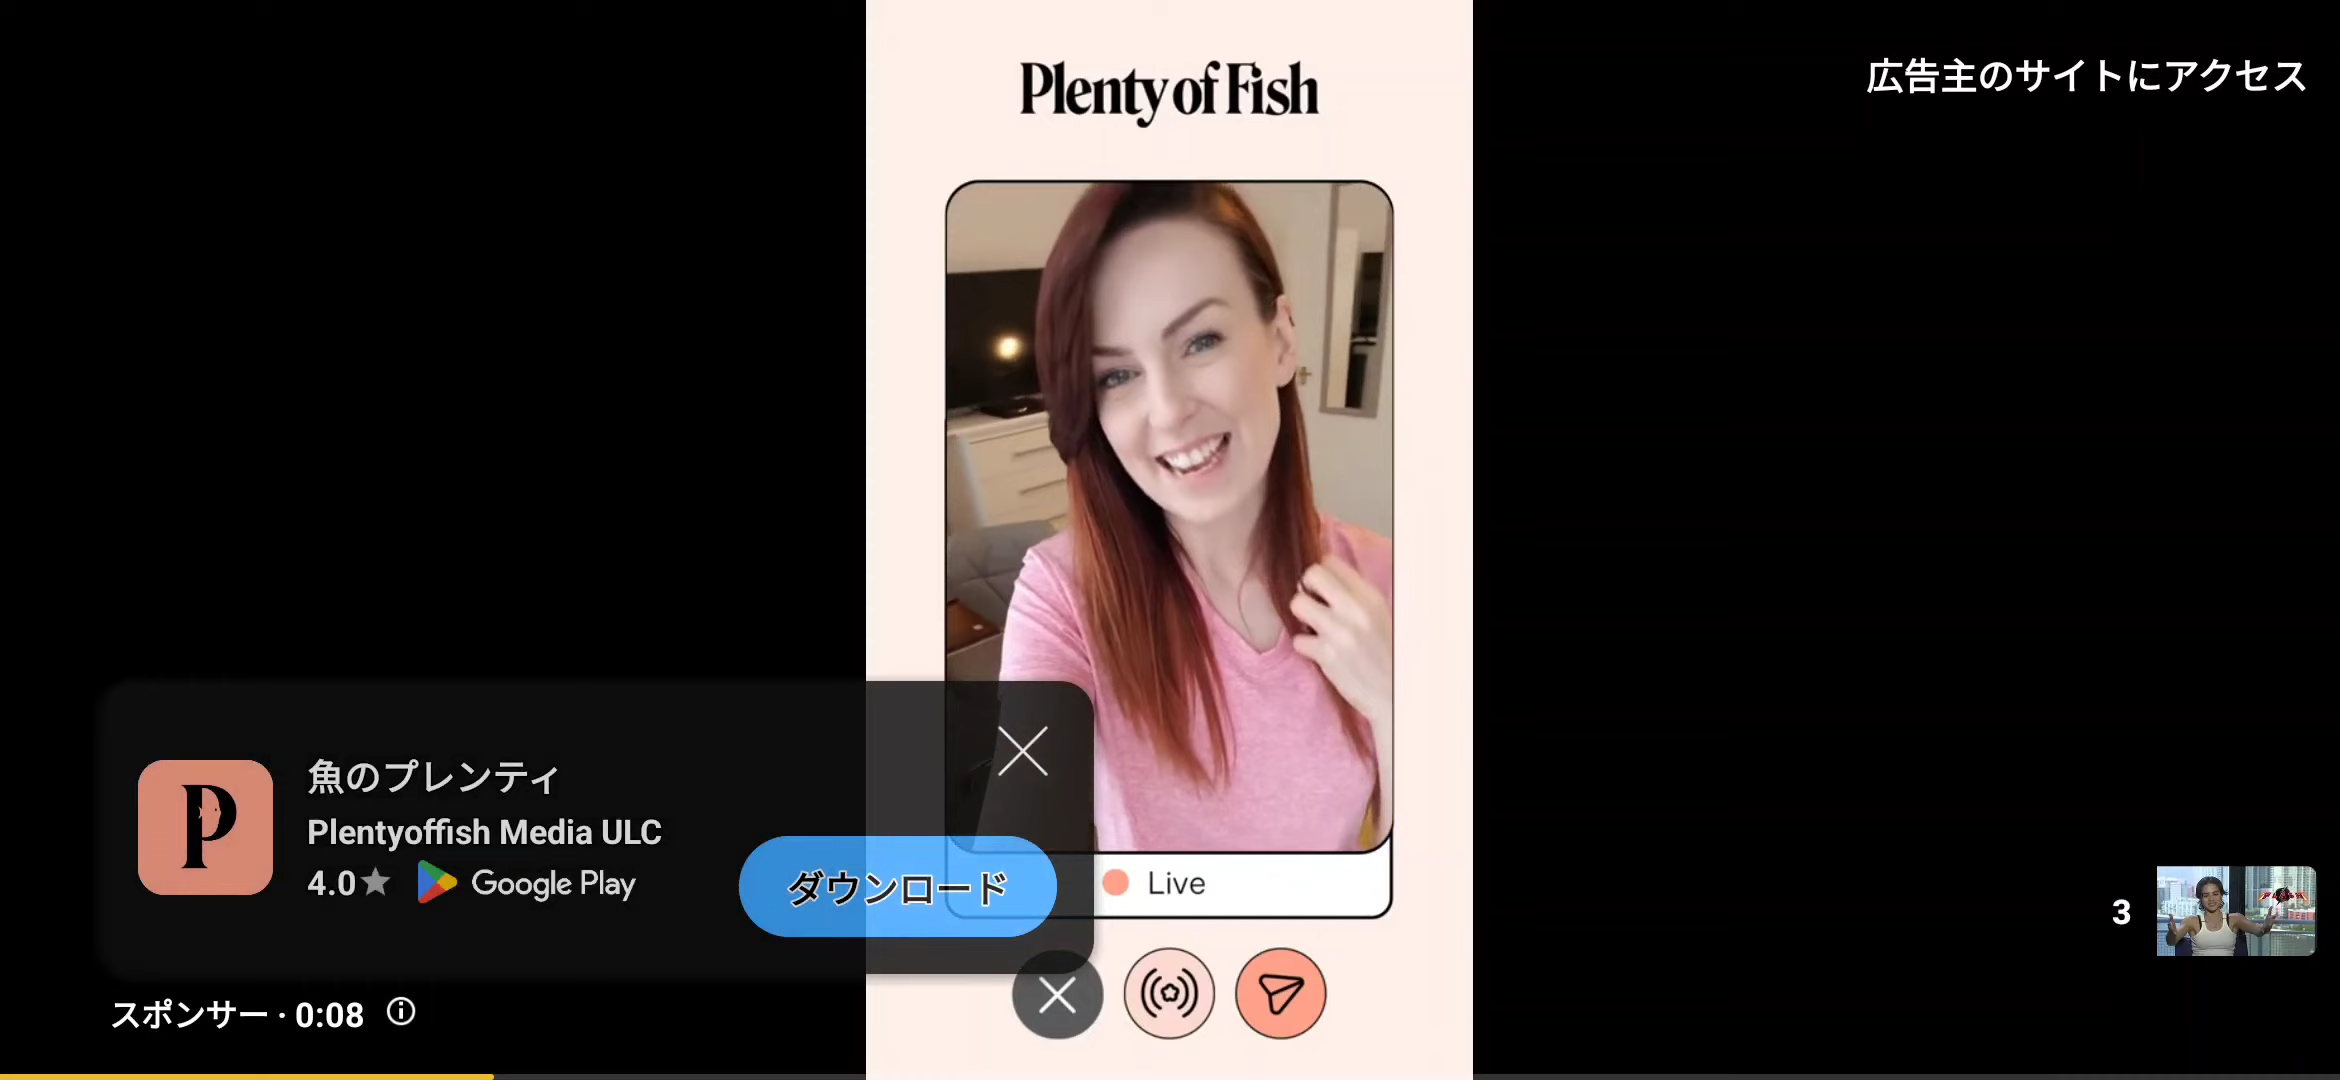 Plenty of Fish
広告主のサイトにアクセス
魚のプレンティ
Plentyoffish Media ULC
4.0★ Google Play
ダウンロード
Live
3
スポンサー · 0:08